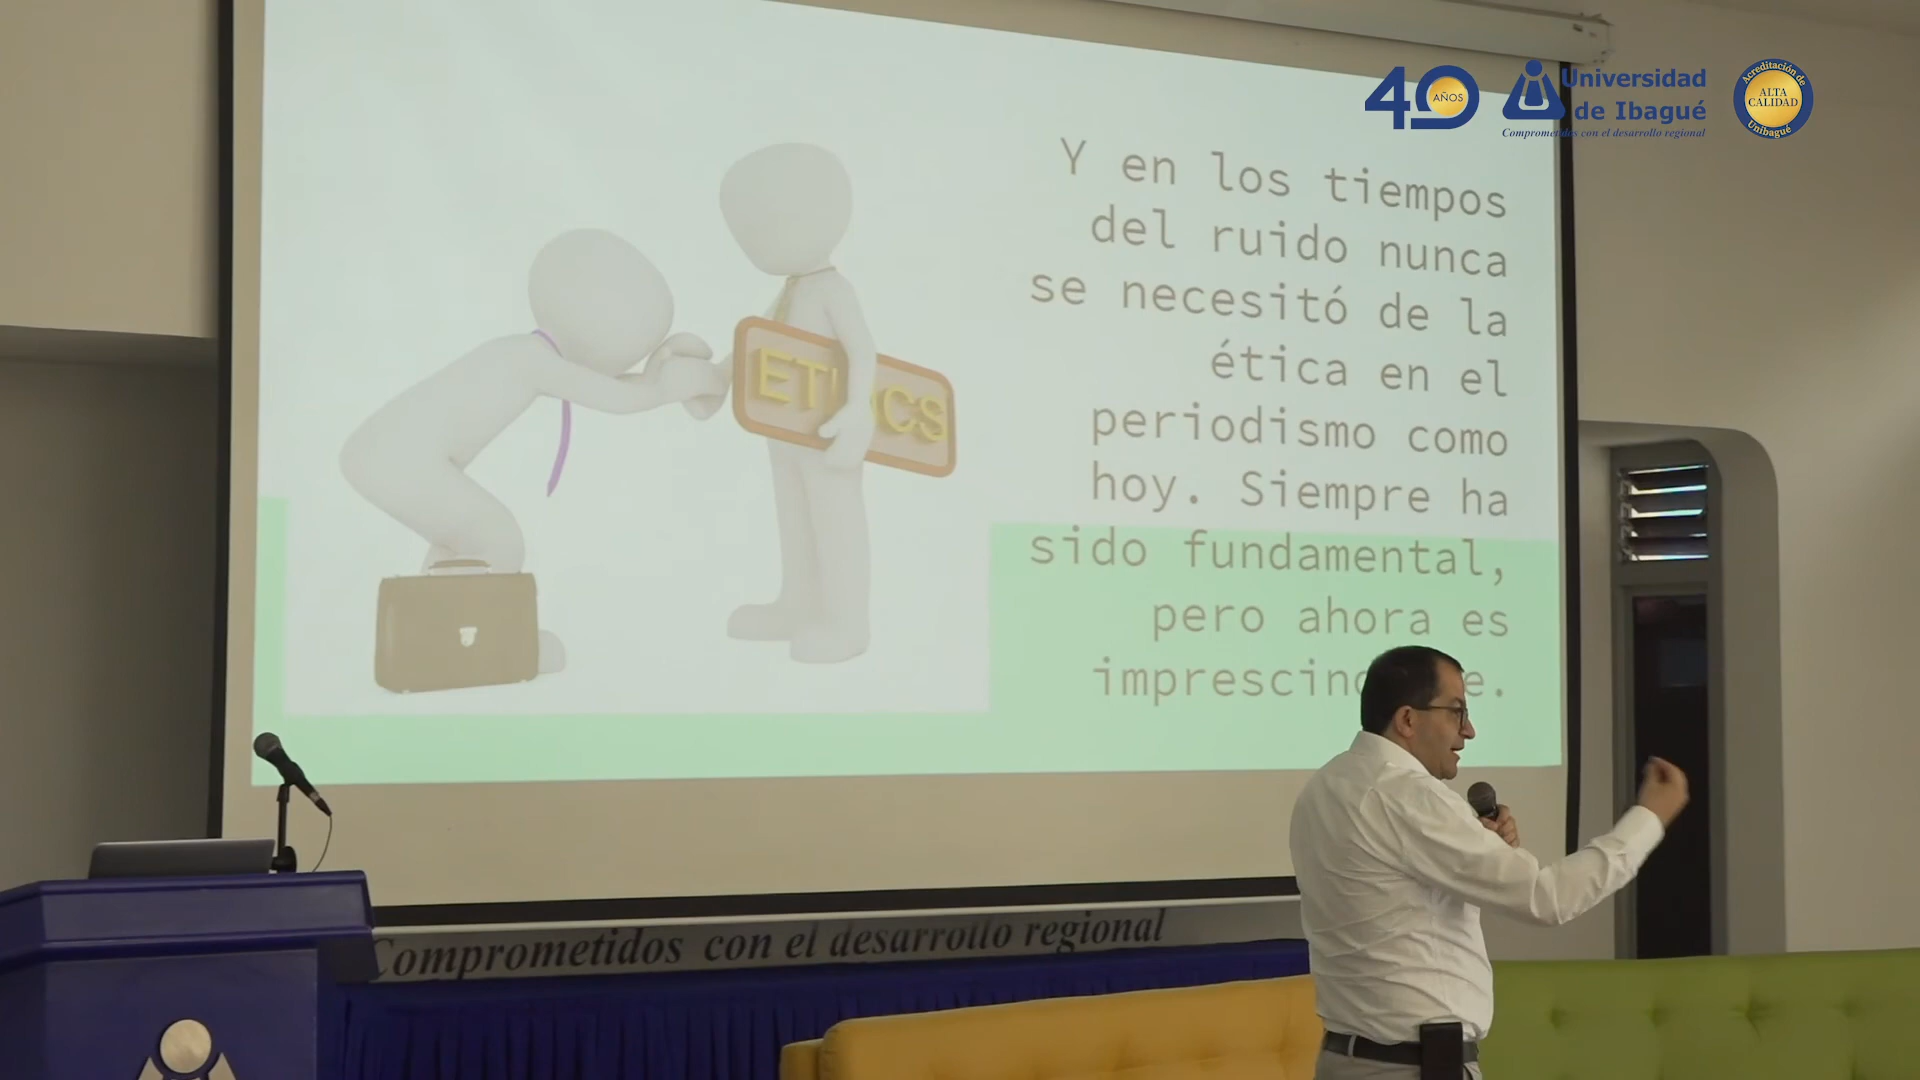 40 AÑOS
Universidad
de Ibagué
Comprometidos con el desarrollo regional
Acreditación de
ALTA
CALIDAD
Unibagué
Y en los tiempos
del ruido nunca
se necesitó de la
ética en el
periodismo como
hoy. Siempre ha
sido fundamental,
pero ahora es
ETHICS
Comprometidos con el desarrollo regional